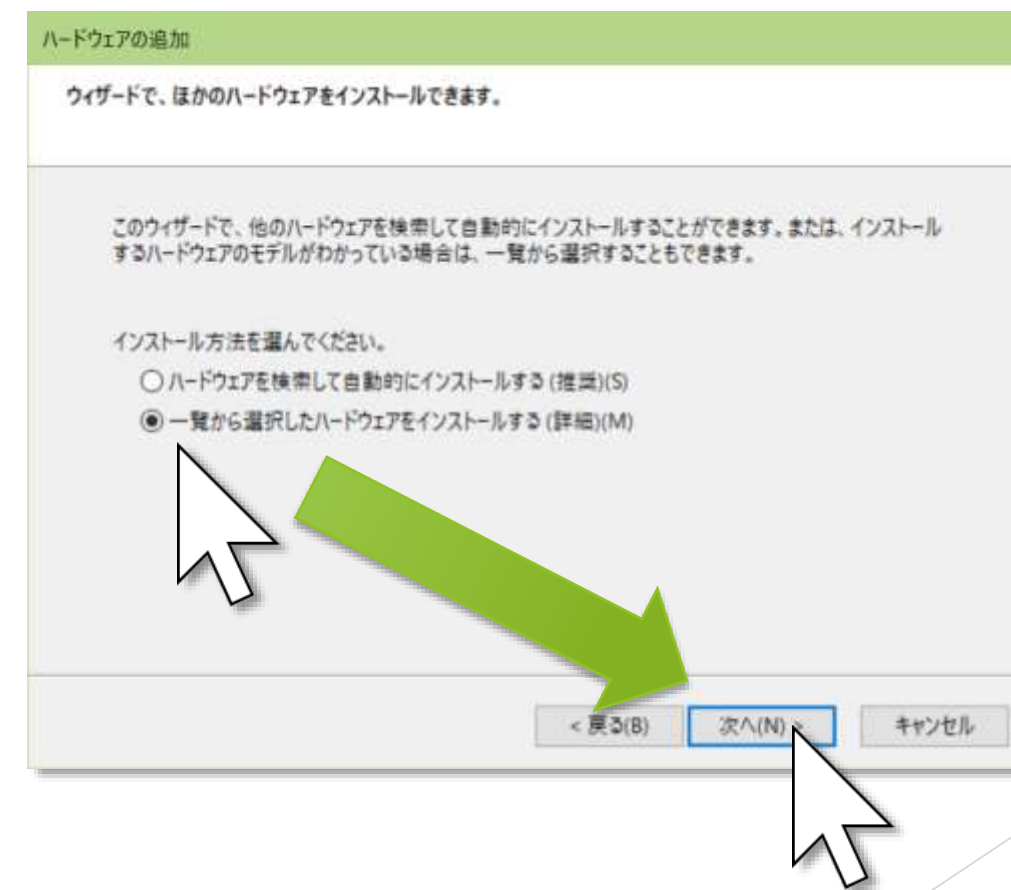 ハードウェアの追加
ウィザードで、ほかのハードウェアをインストールできます。
このウィザードで、他のハードウェアを検索して自動的にインストールすることができます。または、インストール
するハードウェアのモデルがわかっている場合は、一覧から選択することもできます。
インストール方法を選んでください。
ハードウェアを検索して自動的にインストールする (推奨)(S)
一覧から選択したハードウェアをインストールする (詳細)(M)
< 戻る(B) 次へ(N) > キャンセル